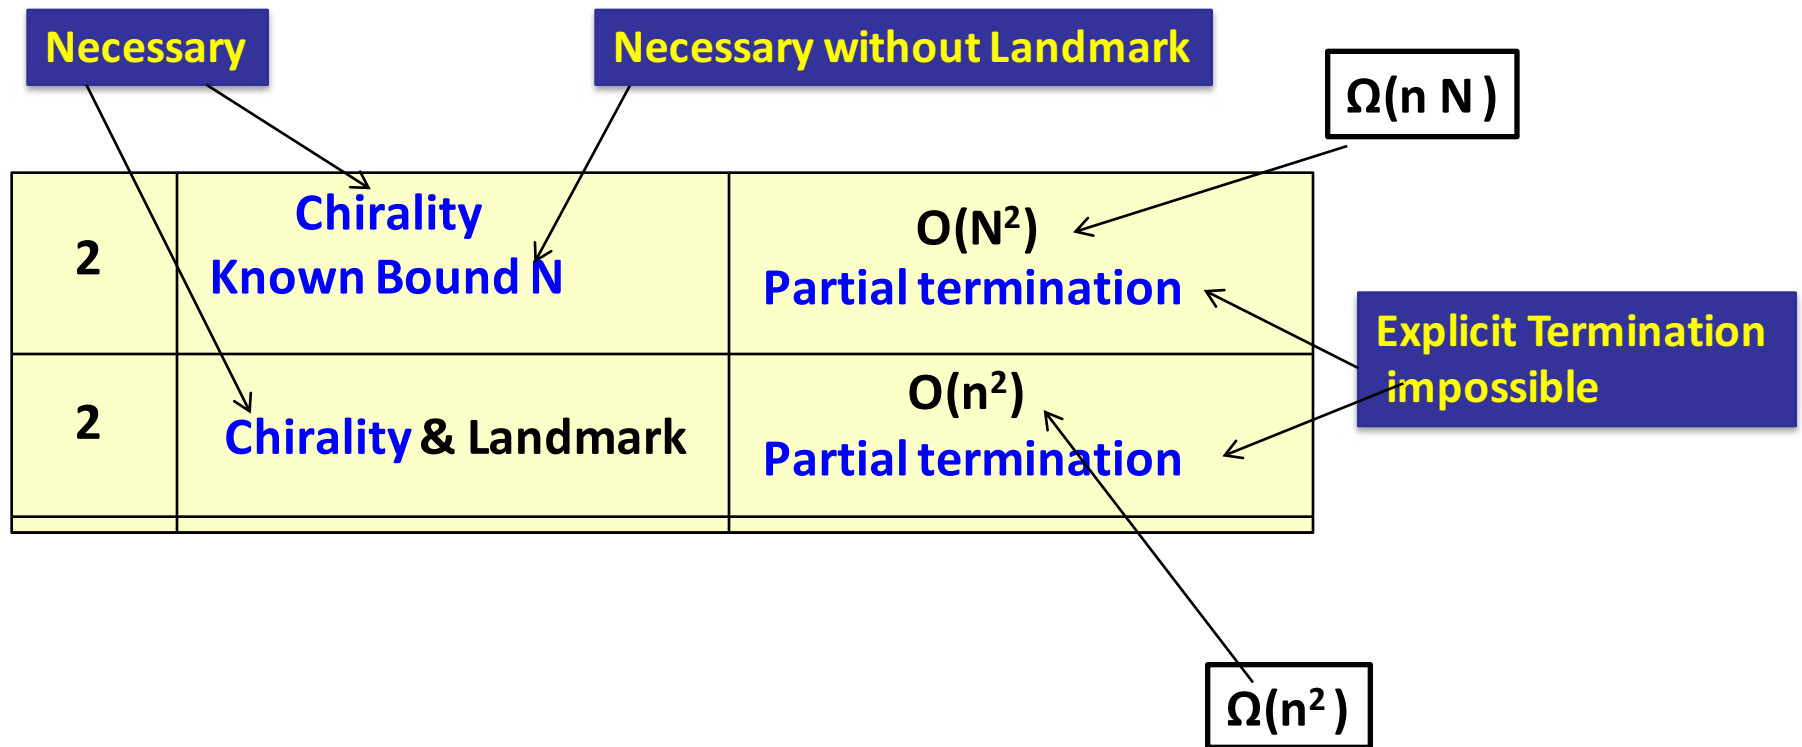 Necessary
Necessary without Landmark
Ω(n N )
2
Chirality
Known Bound N
O(N²)
Partial termination
Explicit Termination
impossible
2
Chirality & Landmark
O(n²)
Partial termination
Ω(n² )